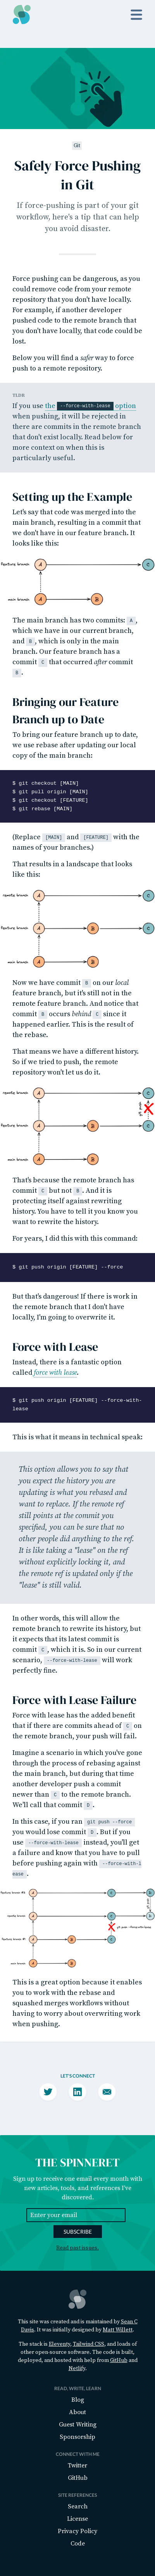 Git
Safely Force Pushing
in Git
If force-pushing is part of your git
workflow, here's a tip that can help
you avoid disaster.
Force pushing can be dangerous, as you
could remove code from your remote
repository that you don't have locally.
For example, if another developer
pushed code to the remote branch that
you don't have locally, that code could be
lost.
Below you will find a safer way to force
push to a remote repository.
TL;DR
If you use the --force-with-lease option
when pushing, it will be rejected in
there are commits in the remote branch
that don't exist locally. Read below for
more context on when this is
particularly useful.
Setting up the Example
Let's say that code was merged into the
main branch, resulting in a commit that
we don't have in our feature branch. It
looks like this:
feature branch A C
main branch A B
The main branch has two commits: A,
which we have in our current branch,
and B, which is only in the main
branch. Our feature branch has a
commit C that occurred after commit
B.
Bringing our Feature
Branch up to Date
To bring our feature branch up to date,
we use rebase after updating our local
copy of the main branch:
$ git checkout [MAIN]
$ git pull origin [MAIN]
$ git checkout [FEATURE]
$ git rebase [MAIN]
(Replace [MAIN] and [FEATURE] with the
names of your branches.)
That results in a landscape that looks
like this:
remote branch A C
feature branch A B C
main branch A B
Now we have commit B on our local
feature branch, but it's still not in the
remote feature branch. And notice that
commit B occurs behind C since it
happened earlier. This is the result of
the rebase.
That means we have a different history.
So if we tried to push, the remote
repository won't let us do it.
remote branch A C
feature branch A B C
main branch A B
That's because the remote branch has
commit C but not B. And it is
protecting itself against rewriting
history. You have to tell it you know you
want to rewrite the history.
For years, I did this with this command:
$ git push origin [FEATURE] --force
But that's dangerous! If there is work in
the remote branch that I don't have
locally, I'm going to overwrite it.
Force with Lease
Instead, there is a fantastic option
called force with lease.
$ git push origin [FEATURE] --force-with-
lease
This is what it means in technical speak:
This option allows you to say that
you expect the history you are
updating is what you rebased and
want to replace. If the remote ref
still points at the commit you
specified, you can be sure that no
other people did anything to the ref.
It is like taking a "lease" on the ref
without explicitly locking it, and
the remote ref is updated only if the
"lease" is still valid.
In other words, this will allow the
remote branch to rewrite its history, but
it expects that its latest commit is
commit C, which it is. So in our current
scenario, --force-with-lease will work
perfectly fine.
Force with Lease Failure
Force with lease has the added benefit
that if there are commits ahead of C on
the remote branch, your push will fail.
Imagine a scenario in which you've gone
through the process of rebasing against
the main branch, but during that time
another developer push a commit
newer than C to the remote branch.
We'll call that commit D.
In this case, if you ran git push --force
you would lose commit D. But if you
use --force-with-lease instead, you'll get
a failure and know that you have to pull
before pushing again with --force-with-l
ease.
A C D
remote branch A C D
A B C
main branch A B
This is a great option because it enables
you to work with work the rebase and
squashed merges workflows without
having to worry about overwriting work
when pushing.
LET'S CONNECT
THE SPINNERET
Sign up to receive one email every month with
new articles, tools, and references I've
discovered.
Enter your email
SUBSCRIBE
Read past issues.
This site was created and is maintained by Sean C
Davis. It was initially designed by Matt Willett.
The stack is Eleventy, Tailwind CSS, and loads of
other open-source software. The code is built,
deployed, and hosted with help from GitHub and
Netlify.
READ, WRITE, LEARN
Blog
About
Guest Writing
Sponsorship
CONNECT WITH ME
Twitter
GitHub
SITE REFERENCES
Search
License
Privacy Policy
Code